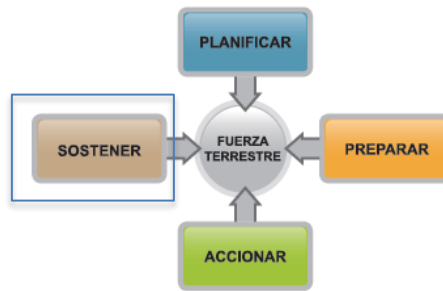 PLANIFICAR
SOSTENER
FUERZA
TERRESTRE
PREPARAR
ACCIONAR